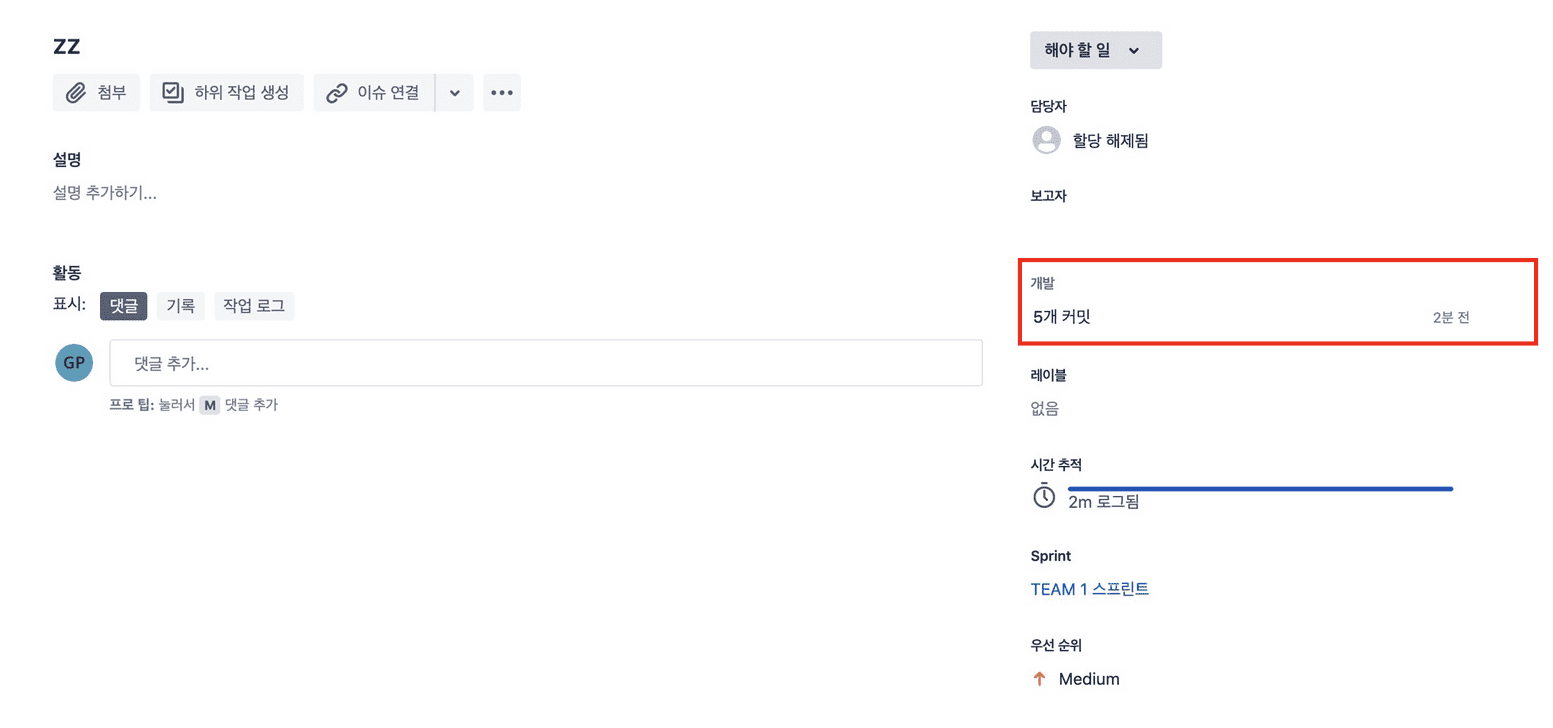 zz
첨부 하위 작업 생성 이슈 연결
설명
설명 추가하기...
활동
표시: 댓글 기록 작업 로그
GP 댓글 추가...
프로 팁: 눌러서 M 댓글 추가
해야 할 일
담당자
할당 해제됨
보고자
개발
5개 커밋 2분 전
레이블
없음
시간 추적
2m 로그됨
Sprint
TEAM 1 스프린트
우선 순위
Medium